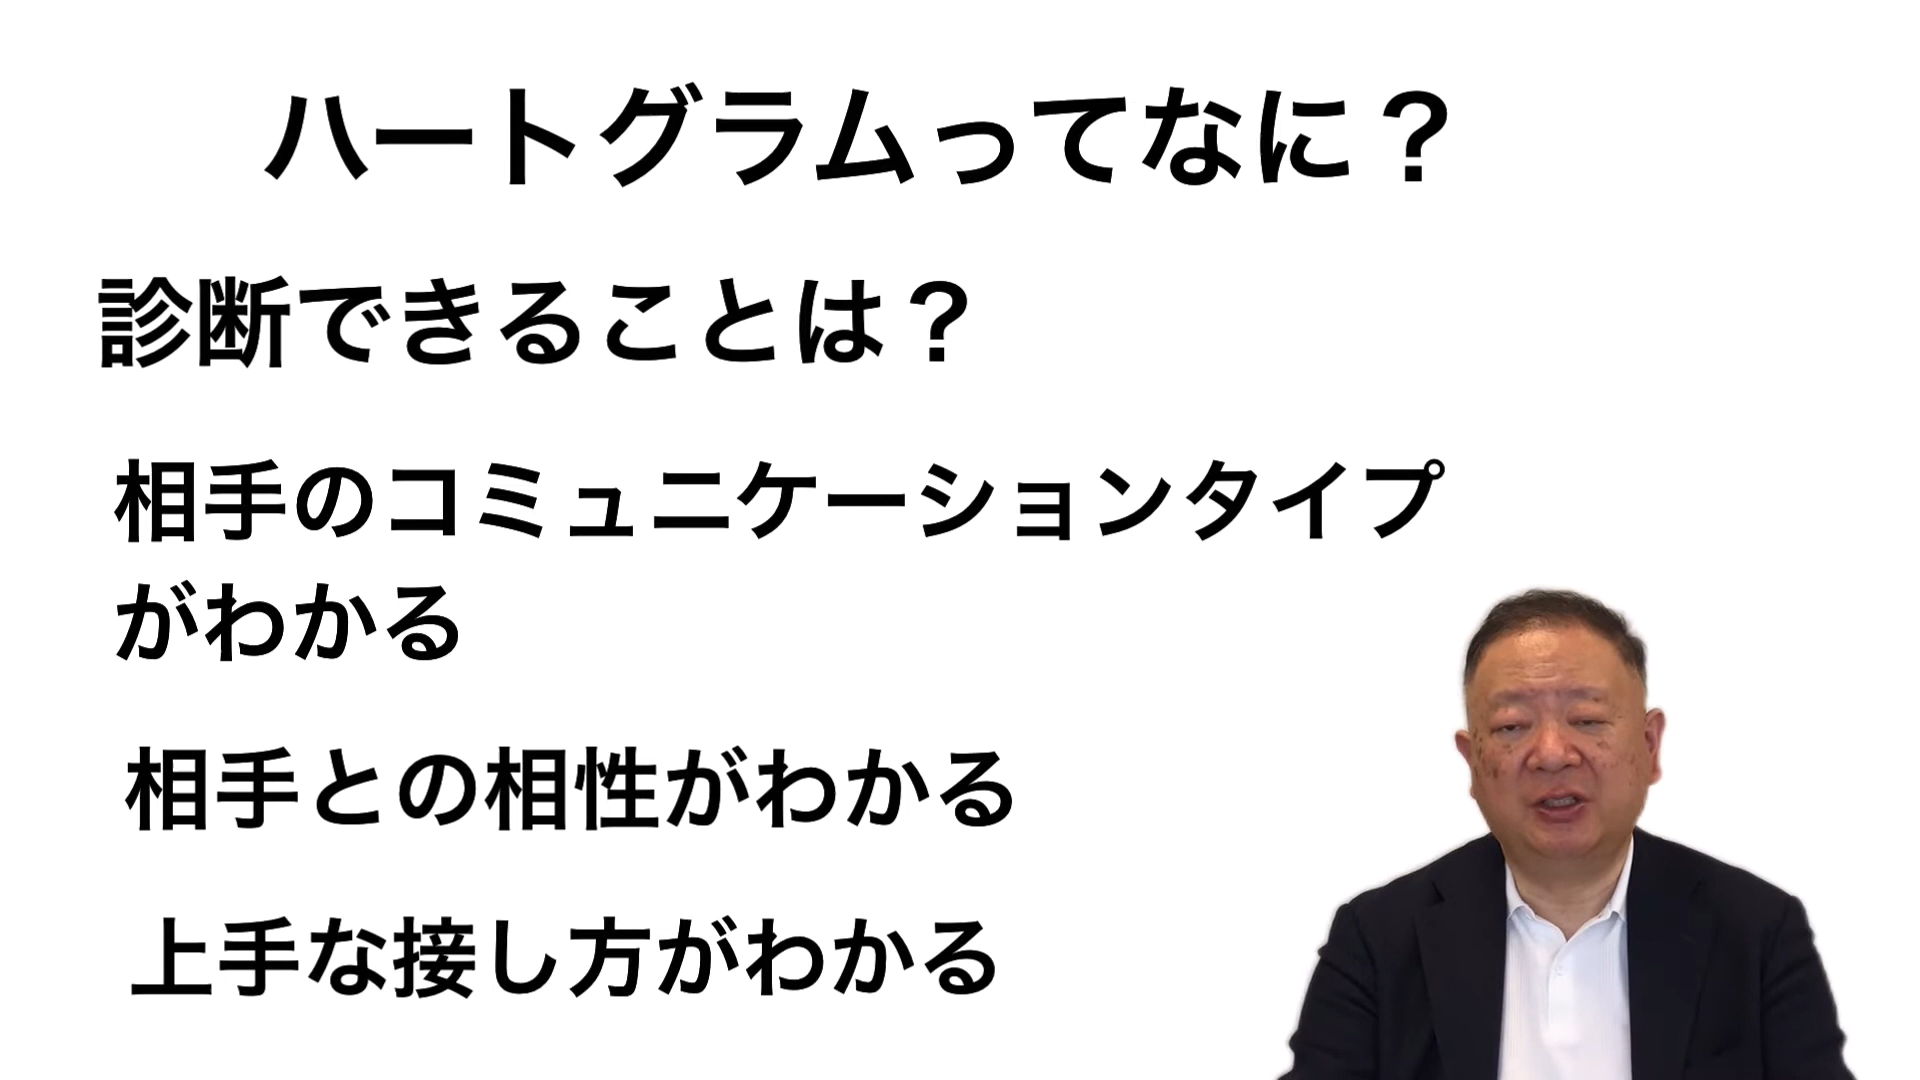 ハートグラムってなに？
診断できることは？
相手のコミュニケーションタイプ
がわかる
相手との相性がわかる
上手な接し方がわかる